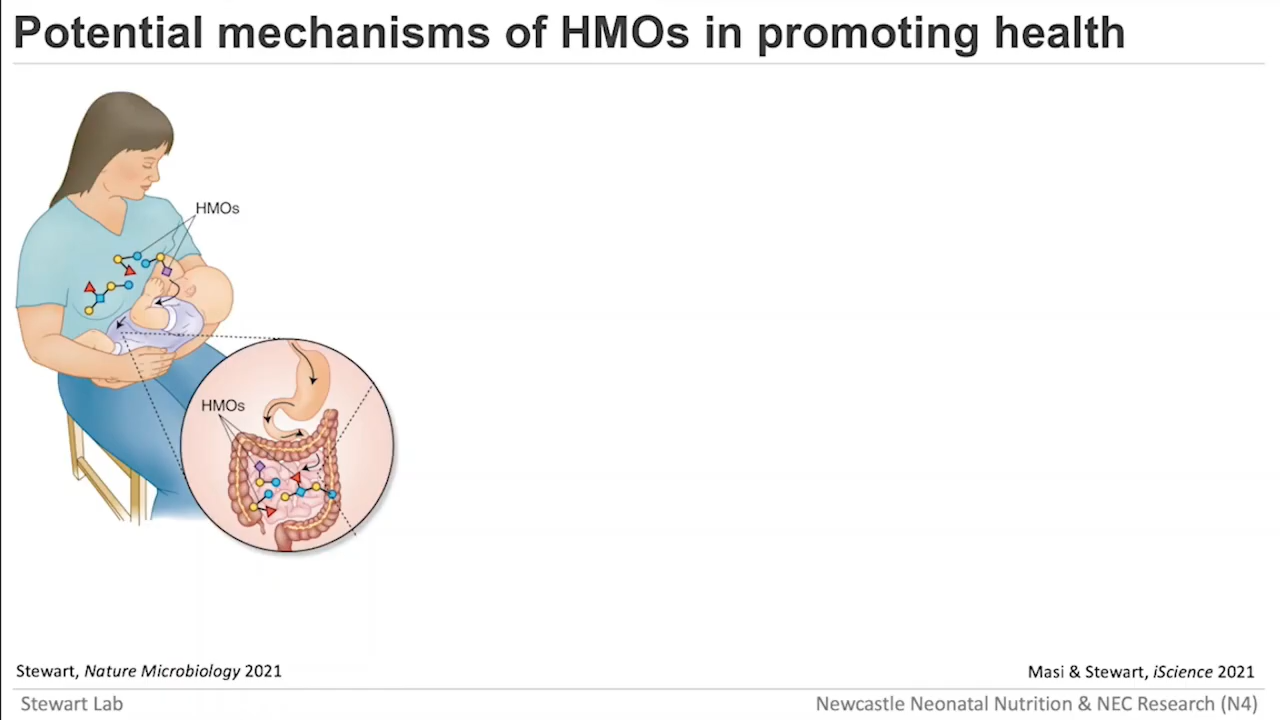 Potential mechanisms of HMOs in promoting health
HMOs
HMOs
Stewart, Nature Microbiology 2021
Masi & Stewart, iScience 2021
Stewart Lab
Newcastle Neonatal Nutrition & NEC Research (N4)